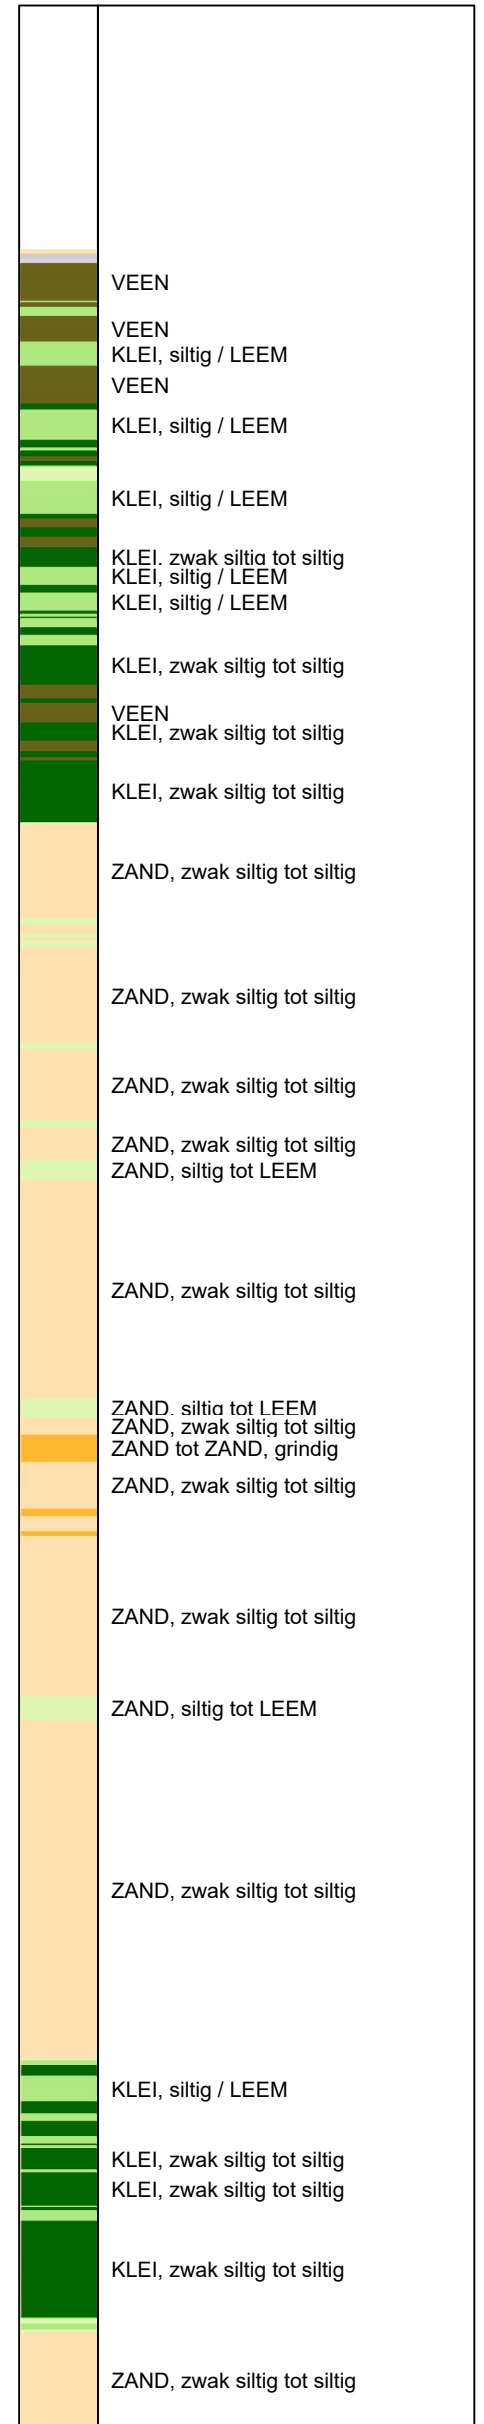 VEEN
VEEN
KLEI, siltig / LEEM
VEEN
KLEI, siltig / LEEM
KLEI, siltig / LEEM
KLEI, zwak siltig tot siltig
KLEI, siltig / LEEM
KLEI, siltig / LEEM
KLEI, zwak siltig tot siltig
VEEN
KLEI, zwak siltig tot siltig
KLEI, zwak siltig tot siltig
ZAND, zwak siltig tot siltig
ZAND, zwak siltig tot siltig
ZAND, zwak siltig tot siltig
ZAND, zwak siltig tot siltig
ZAND, siltig tot LEEM
ZAND, zwak siltig tot siltig
ZAND, siltig tot LEEM
ZAND, zwak siltig tot siltig
ZAND tot ZAND, grindig
ZAND, zwak siltig tot siltig
ZAND, zwak siltig tot siltig
ZAND, siltig tot LEEM
ZAND, zwak siltig tot siltig
KLEI, siltig / LEEM
KLEI, zwak siltig tot siltig
KLEI, zwak siltig tot siltig
KLEI, zwak siltig tot siltig
ZAND, zwak siltig tot siltig